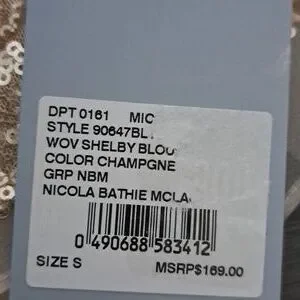 DPT 0161 MIC
STYLE 90647BL
WOV SHELBY BLOU
COLOR CHAMPGNE
GRP NBM
NICOLA BATHIE MCLA
0 490688 583412
SIZE S MSRP$169.00